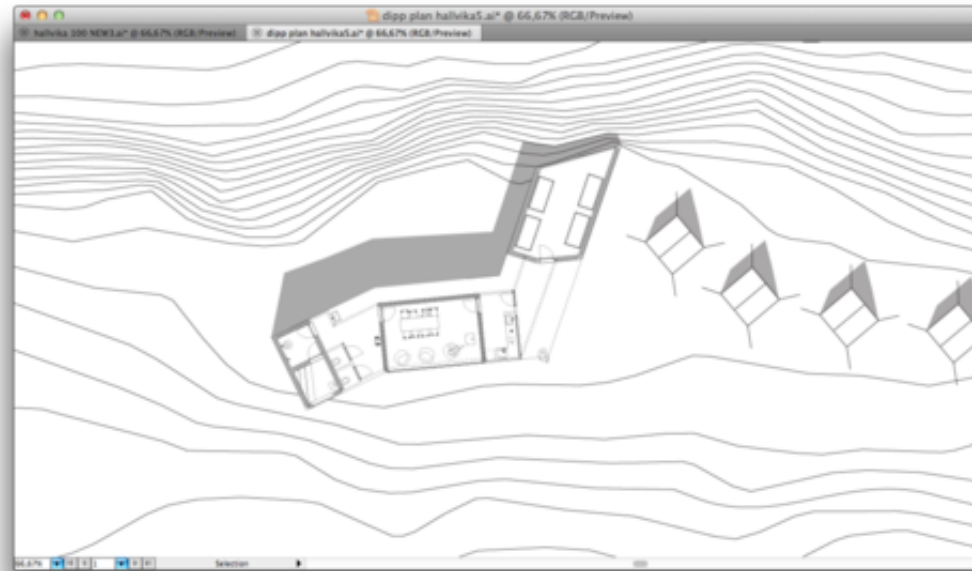 dipp plan hallvika5.ai* @ 66,67% (RGB/Preview)
hallvika 100 NEW3.ai* @ 66,67% (RGB/Preview)
dipp plan hallvika5.ai* @ 66,67% (RGB/Preview)
66,67%
1
Selection